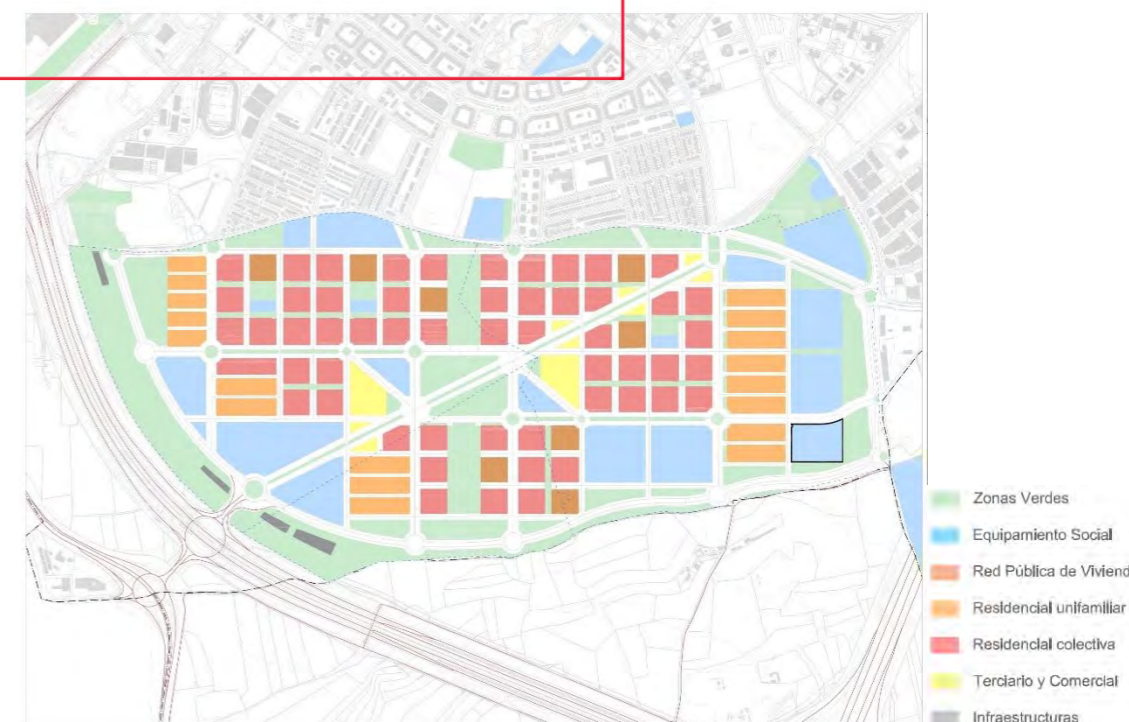 Zonas Verdes
Equipamiento Social
Red Pública de Viviend
Residencial unifamiliar
Residencial colectiva
Terciario y Comercial
Infraestructuras